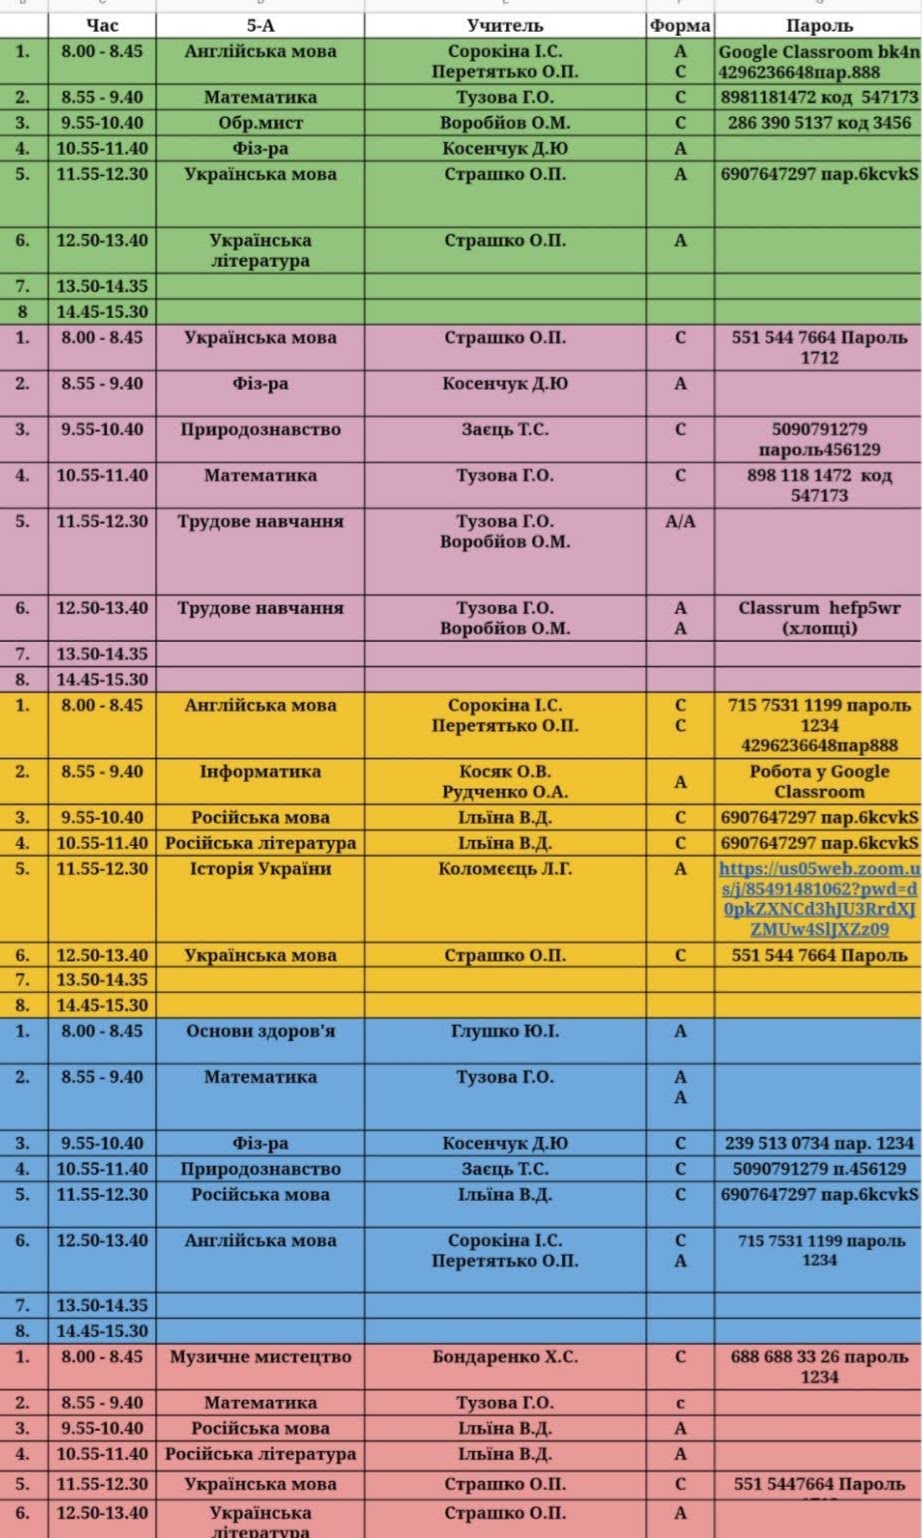 Час 5-А Учитель Форма Пароль
1. 8.00 - 8.45 Англійська мова Сорокіна І.С. А Google Classroom bk4n
Перетятько О.П. С 4296236648пар.888
2. 8.55 - 9.40 Математика Тузова Г.О. С 8981181472 код 547173
3. 9.55-10.40 Обр.мист Воробйов О.М. С 286 390 5137 код 3456
4. 10.55-11.40 Фіз-ра Косенчук Д.Ю А
5. 11.55-12.30 Українська мова Страшко О.П. А 6907647297 пар.6kcvkS
6. 12.50-13.40 Українська Страшко О.П. А
література
7. 13.50-14.35
8 14.45-15.30
1. 8.00 - 8.45 Українська мова Страшко О.П. С 551 544 7664 Пароль
1712
2. 8.55 - 9.40 Фіз-ра Косенчук Д.Ю А
3. 9.55-10.40 Природознавство Заєць Т.С. С 5090791279
пароль456129
4. 10.55-11.40 Математика Тузова Г.О. С 898 118 1472 код
547173
5. 11.55-12.30 Трудове навчання Тузова Г.О. А/А
Воробйов О.М.
6. 12.50-13.40 Трудове навчання Тузова Г.О. А Classrum hefp5wr
Воробйов О.М. А (хлопці)
7. 13.50-14.35
8. 14.45-15.30
1. 8.00 - 8.45 Англійська мова Сорокіна І.С. С 715 7531 1199 пароль
Перетятько О.П. С 1234
4296236648пар888
2. 8.55 - 9.40 Інформатика Косяк О.В. А Робота у Google
Рудченко О.А. Classroom
3. 9.55-10.40 Російська мова Ільїна В.Д. С 6907647297 пар.6kcvkS
4. 10.55-11.40 Російська література Ільїна В.Д. С 6907647297 пар.6kcvkS
5. 11.55-12.30 Історія України Коломєєць Л.Г. А https://us05web.zoom.u
s/j/85491481062?pwd=d
0pkZXNCd3hJU3RrdXJ
ZMUw4SlJXZz09
6. 12.50-13.40 Українська мова Страшко О.П. С 551 544 7664 Пароль
7. 13.50-14.35
8. 14.45-15.30
1. 8.00 - 8.45 Основи здоров'я Глушко Ю.І. А
2. 8.55 - 9.40 Математика Тузова Г.О. А
А
3. 9.55-10.40 Фіз-ра Косенчук Д.Ю С 239 513 0734 пар. 1234
4. 10.55-11.40 Природознавство Заєць Т.С. С 5090791279 п.456129
5. 11.55-12.30 Російська мова Ільїна В.Д. С 6907647297 пар.6kcvkS
6. 12.50-13.40 Англійська мова Сорокіна І.С. С 715 7531 1199 пароль
Перетятько О.П. А 1234
7. 13.50-14.35
8. 14.45-15.30
1. 8.00 - 8.45 Музичне мистецтво Бондаренко Х.С. С 688 688 33 26 пароль
1234
2. 8.55 - 9.40 Математика Тузова Г.О. с
3. 9.55-10.40 Російська мова Ільїна В.Д. А
4. 10.55-11.40 Російська література Ільїна В.Д. А
5. 11.55-12.30 Українська мова Страшко О.П. С 551 5447664 Пароль
6. 12.50-13.40 Українська Страшко О.П. А
література